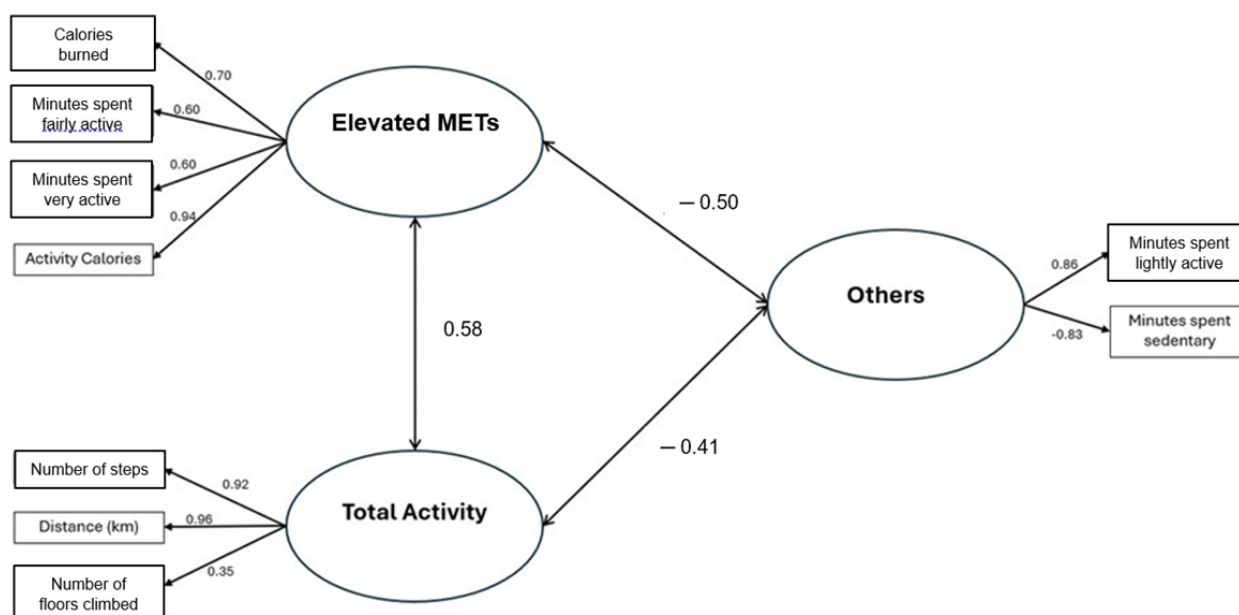 Calories
burned
0.70
Minutes spent
fairly active
0.60
Elevated METs
Minutes spent
very active
0.60
0.94
Activity Calories
— 0.50
Minutes spent
lightly active
0.86
Others
Minutes spent
sedentary
-0.83
0.58
— 0.41
Number of steps
0.92
Distance (km)
0.96
Total Activity
0.35
Number of
floors climbed